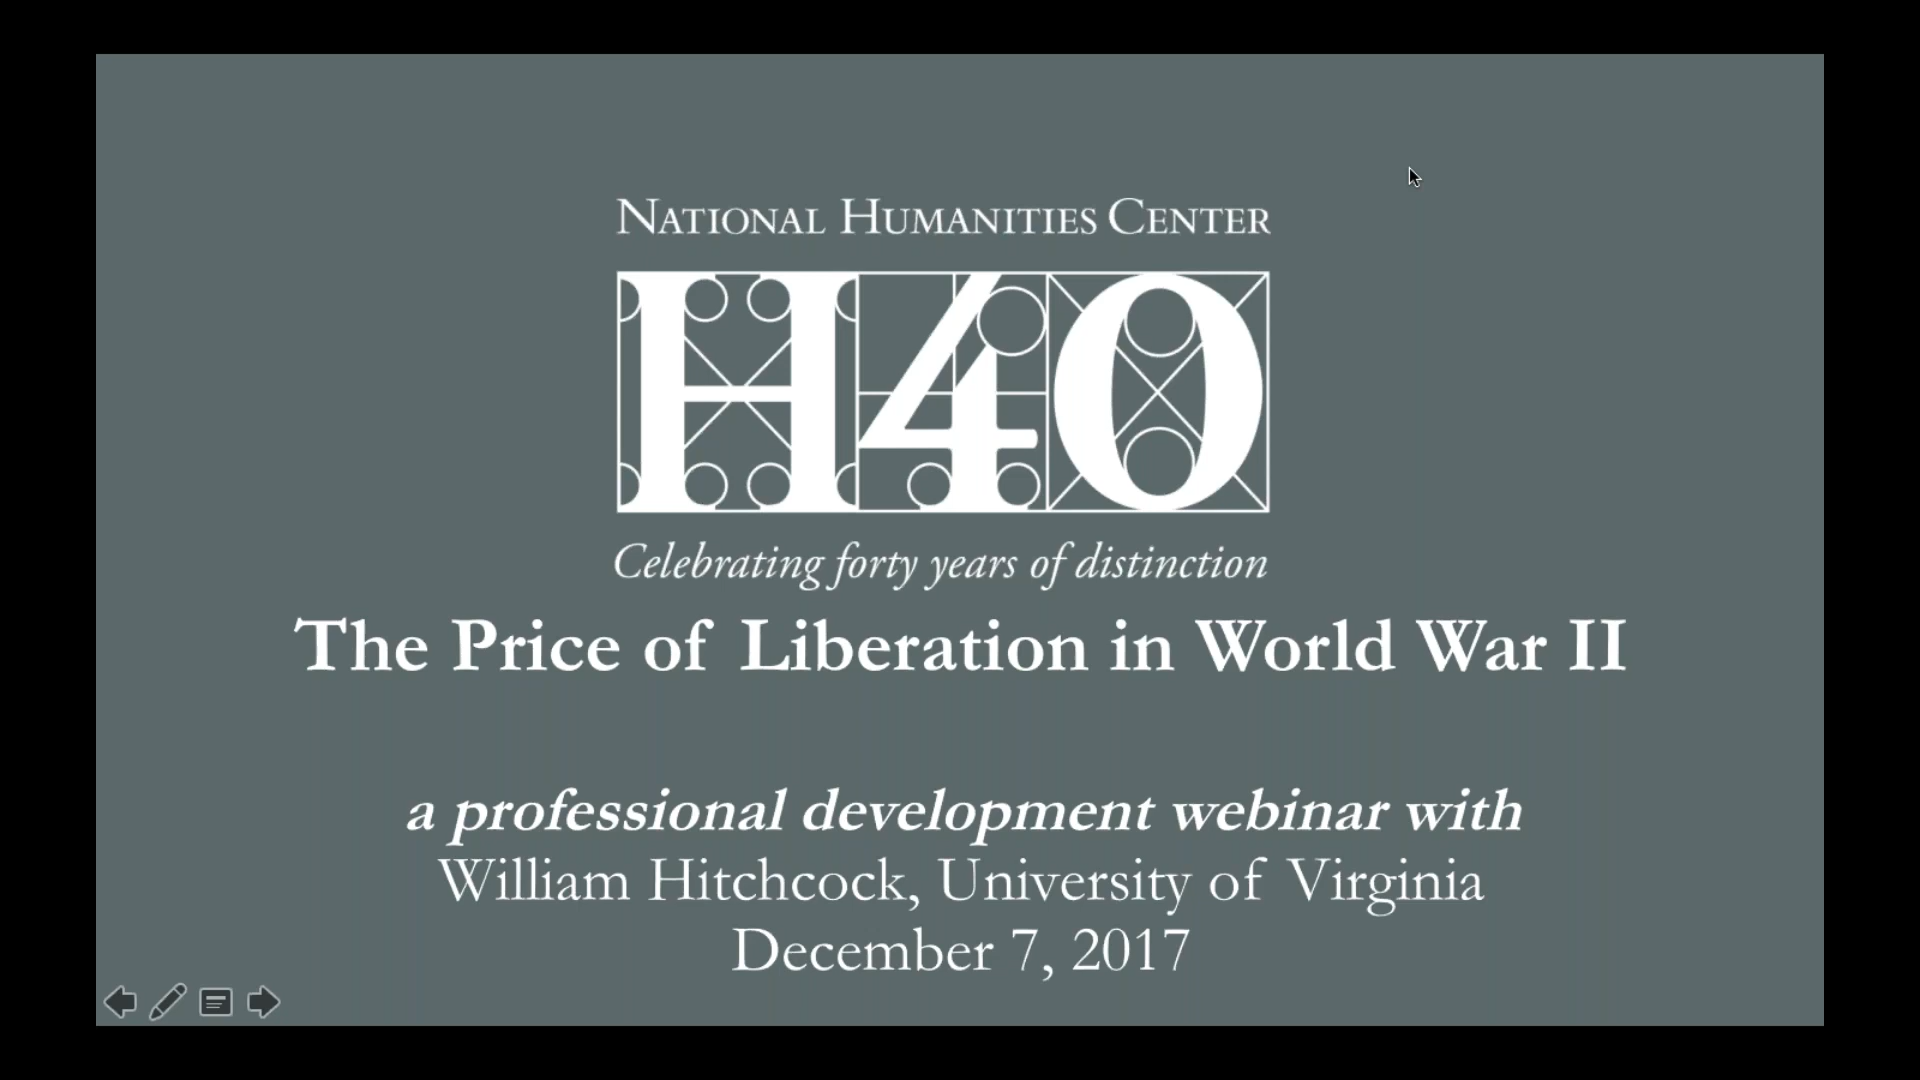 NATIONAL HUMANITIES CENTER
H40
Celebrating forty years of distinction
The Price of Liberation in World War II
a professional development webinar with
William Hitchcock, University of Virginia
December 7, 2017